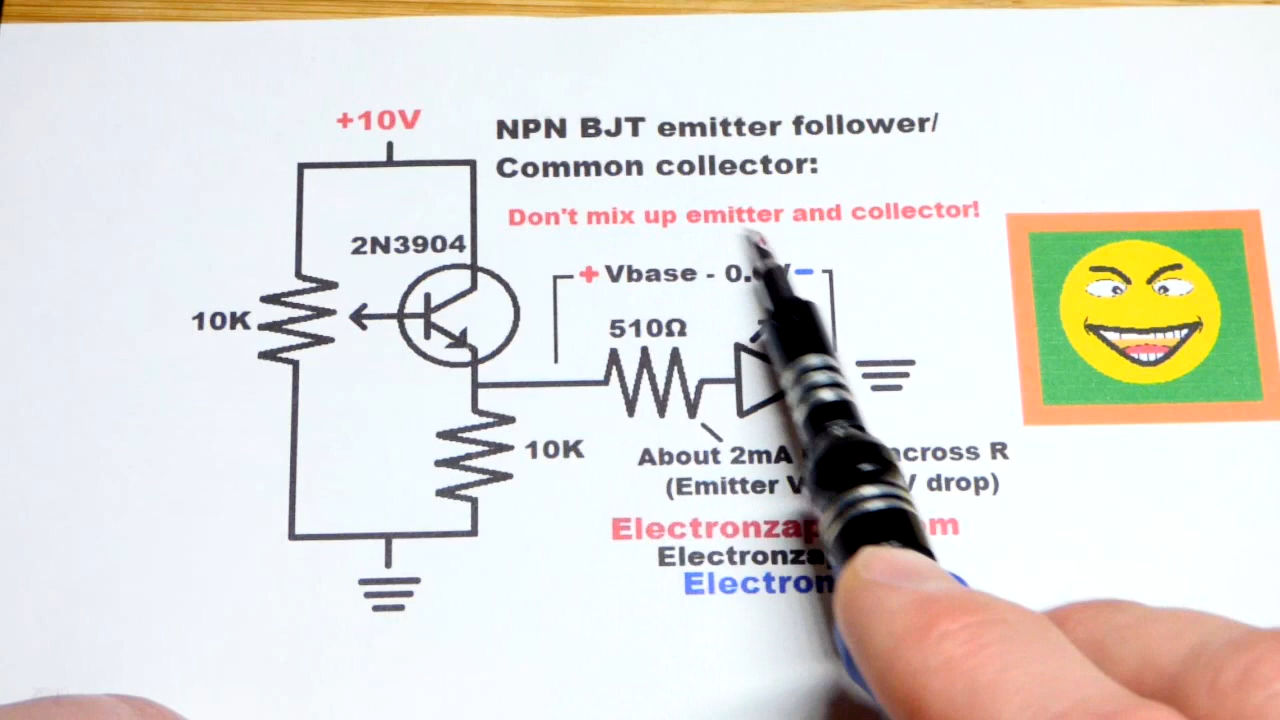 +10V
NPN BJT emitter follower/
Common collector:
Don't mix up emitter and collector!
2N3904
+ Vbase - 0. V -
10K
510Ω
10K
About 2mA across R
(Emitter V drop)
Electronzap
Electronza
Electron